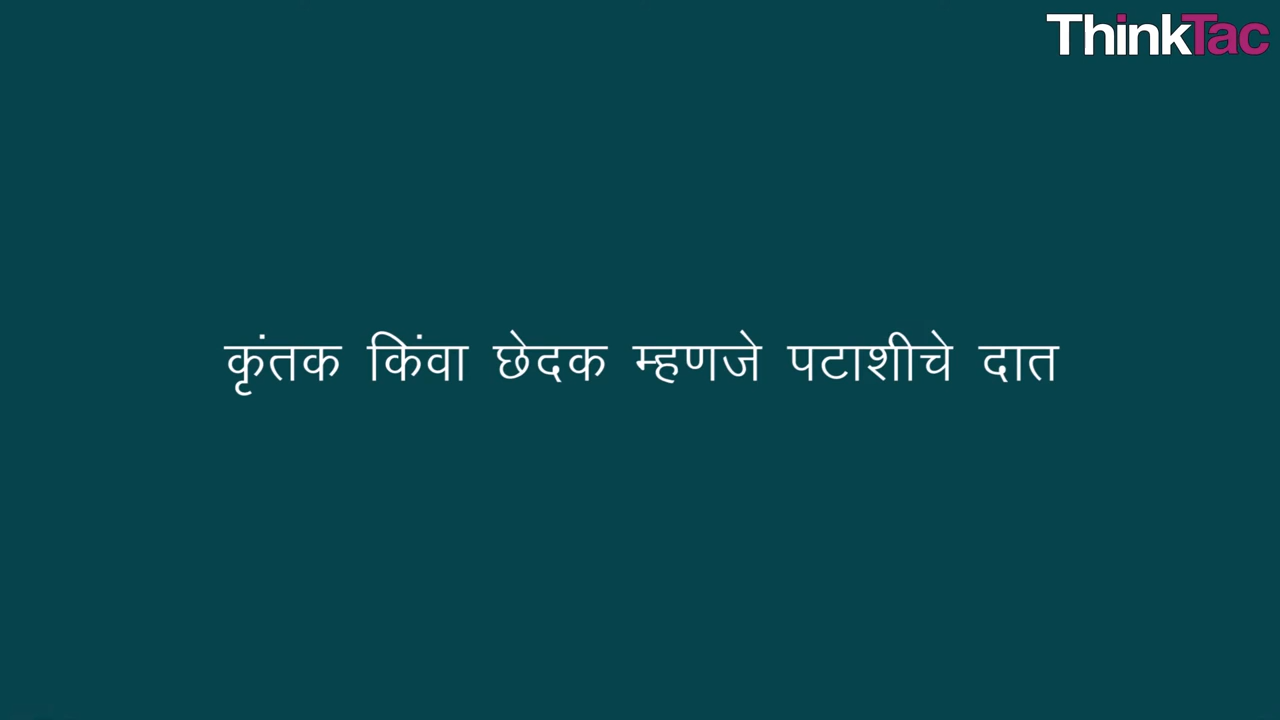 ThinkTac
कृंतक किंवा छेदक म्हणजे पटाशीचे दात